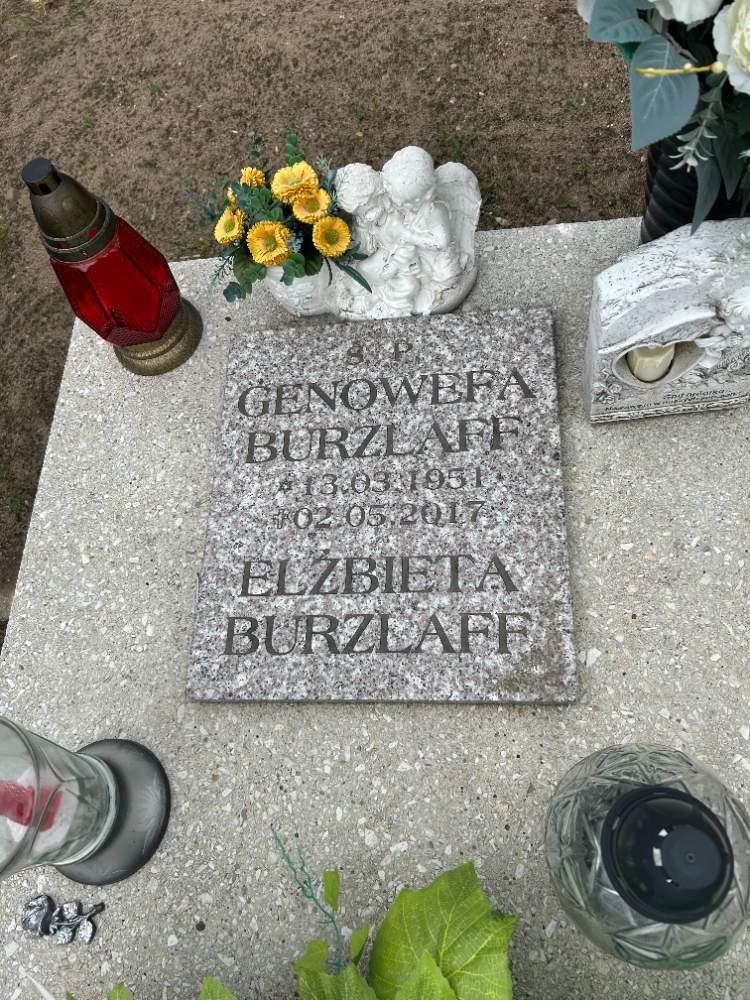 Ś P
GENOWEFA
BURZLAFF
* 13.03.1951
✝ 02.05.2017
ELŻBIETA
BURZLAFF